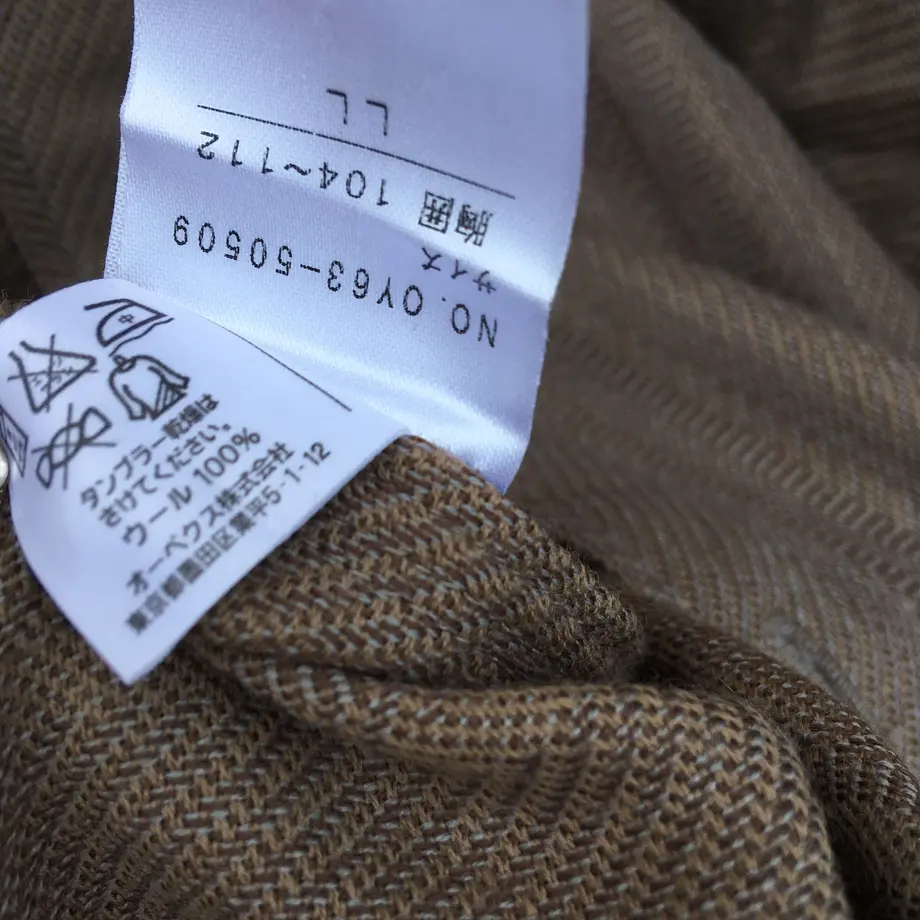 NO. OY63-50509
サイズ
胸囲 104~112
LL
中
タンブラー乾燥は
さけてください。
ウール 100%
オーベクス株式会社
東京都墨田区業平5-1-12